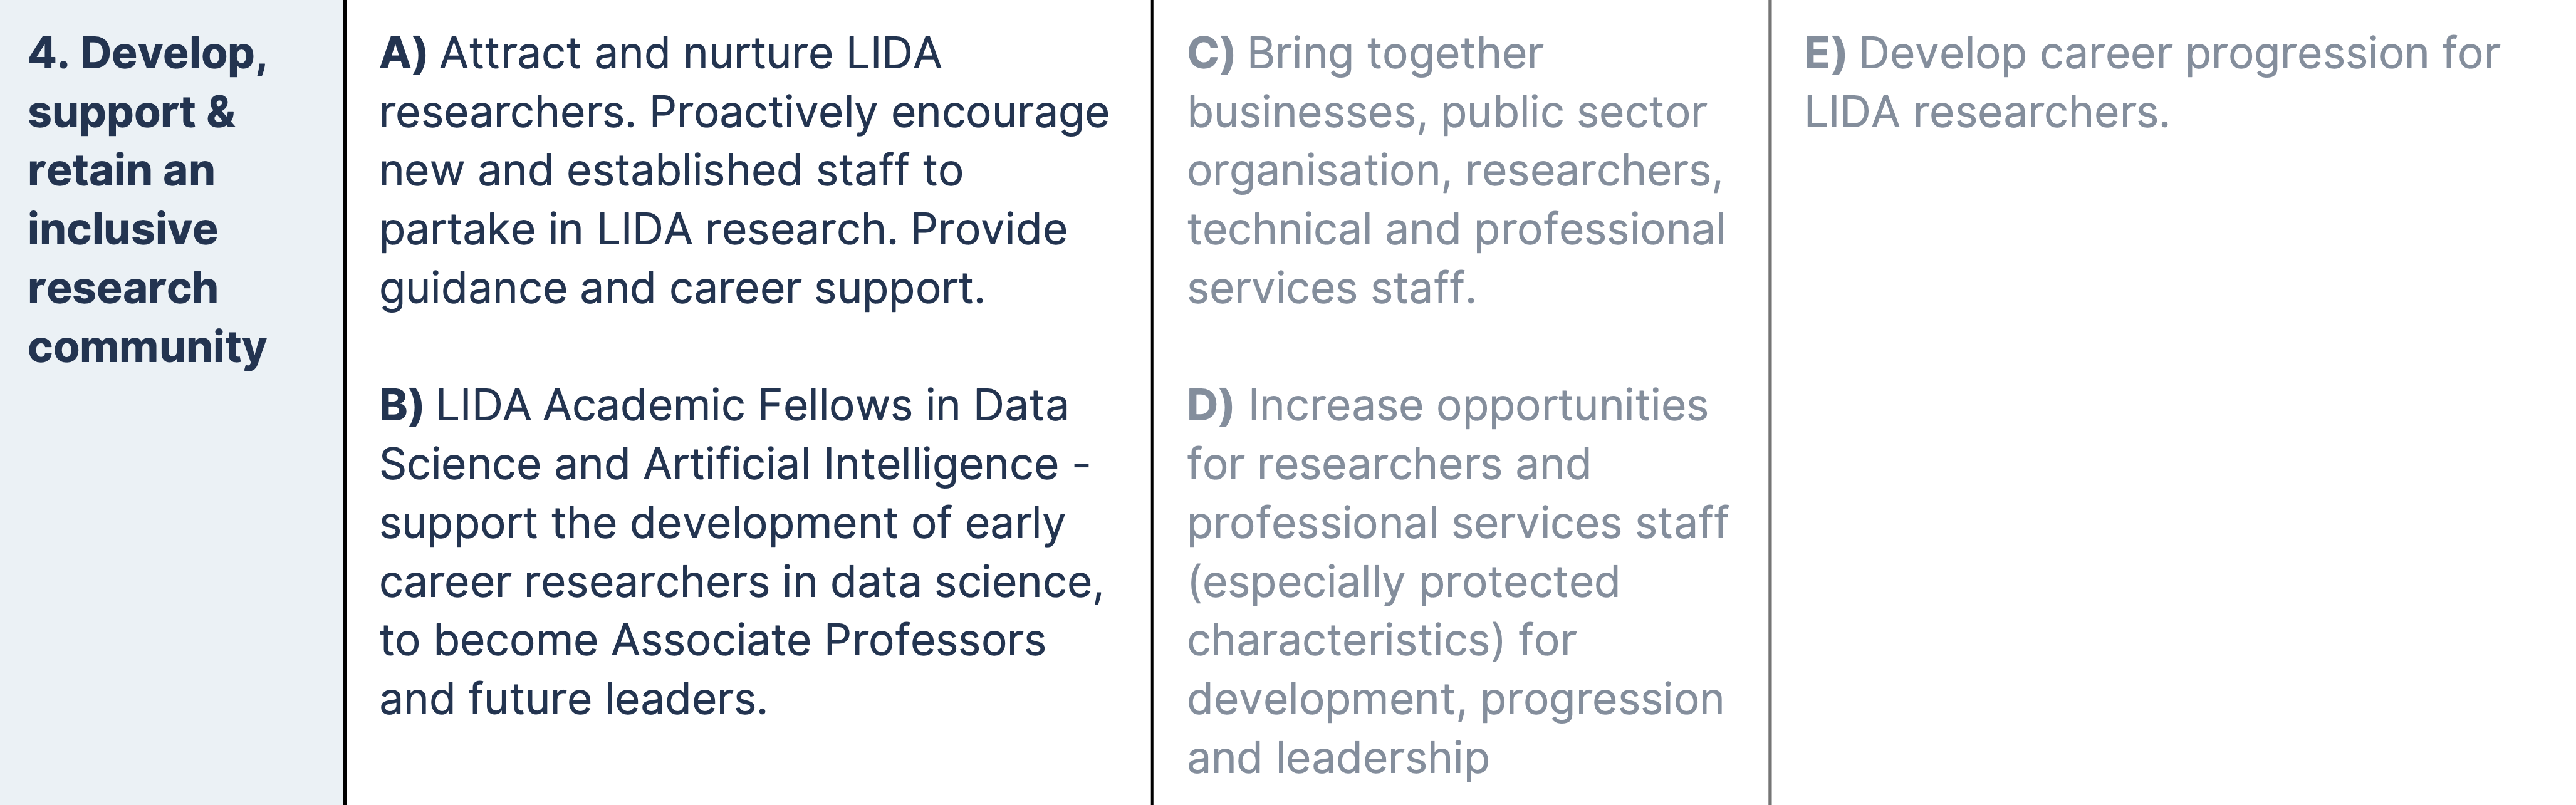 4. Develop,
support &
retain an
inclusive
research
community
A) Attract and nurture LIDA
researchers. Proactively encourage
new and established staff to
partake in LIDA research. Provide
guidance and career support.
B) LIDA Academic Fellows in Data
Science and Artificial Intelligence -
support the development of early
career researchers in data science,
to become Associate Professors
and future leaders.
C) Bring together
businesses, public sector
organisation, researchers,
technical and professional
services staff.
D) Increase opportunities
for researchers and
professional services staff
(especially protected
characteristics) for
development, progression
and leadership
E) Develop career progression for
LIDA researchers.